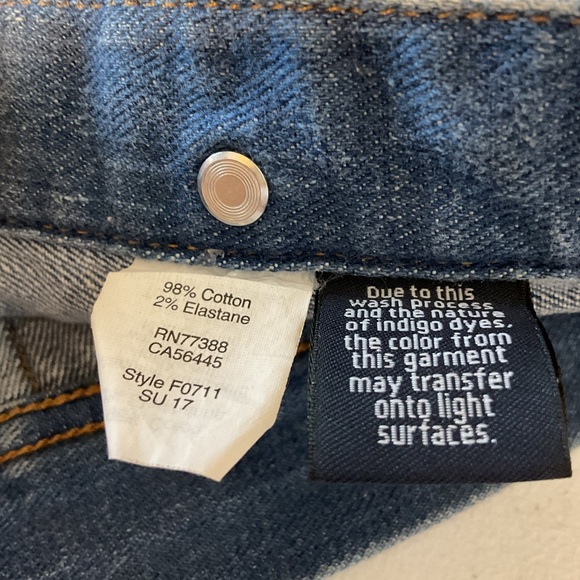 98% Cotton
2% Elastane
RN77388
CA56445
Style F0711
SU 17
Due to this
wash process
and the nature
of indigo dyes,
the color from
this garment
may transfer
onto light
surfaces.